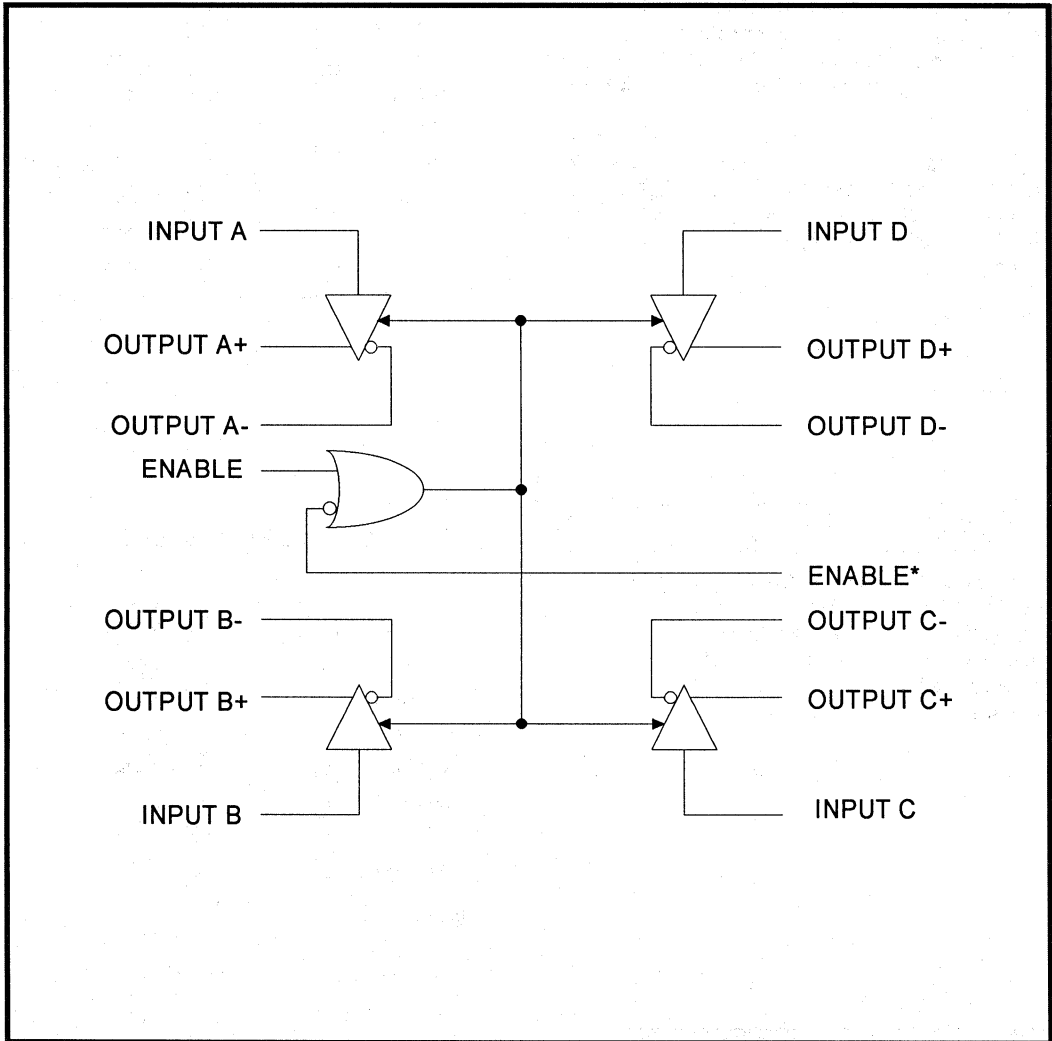 INPUT A
INPUT D
OUTPUT A+
OUTPUT D+
OUTPUT A-
OUTPUT D-
ENABLE
ENABLE*
OUTPUT B-
OUTPUT C-
OUTPUT B+
OUTPUT C+
INPUT B
INPUT C